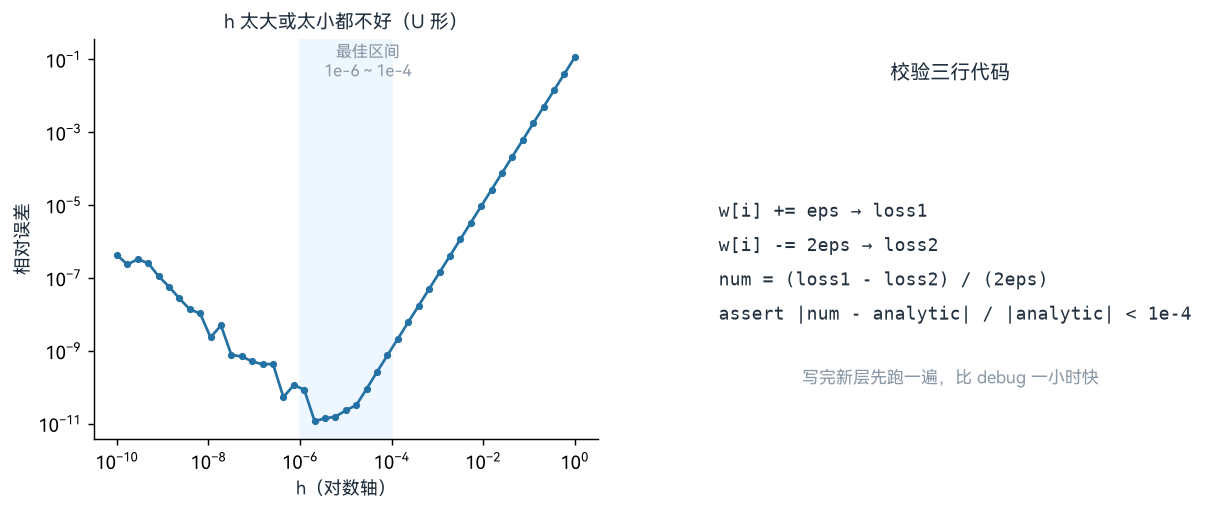 h 太大或太小都不好（U 形）
最佳区间
1e-6 ~ 1e-4
相对误差
10⁻¹
10⁻³
10⁻⁵
10⁻⁷
10⁻⁹
10⁻¹¹
10⁻¹⁰
10⁻⁸
10⁻⁶
10⁻⁴
10⁻²
10⁰
h（对数轴）
校验三行代码
w[i] += eps → loss1
w[i] -= 2eps → loss2
num = (loss1 - loss2) / (2eps)
assert |num - analytic| / |analytic| < 1e-4
写完新层先跑一遍，比 debug 一小时快